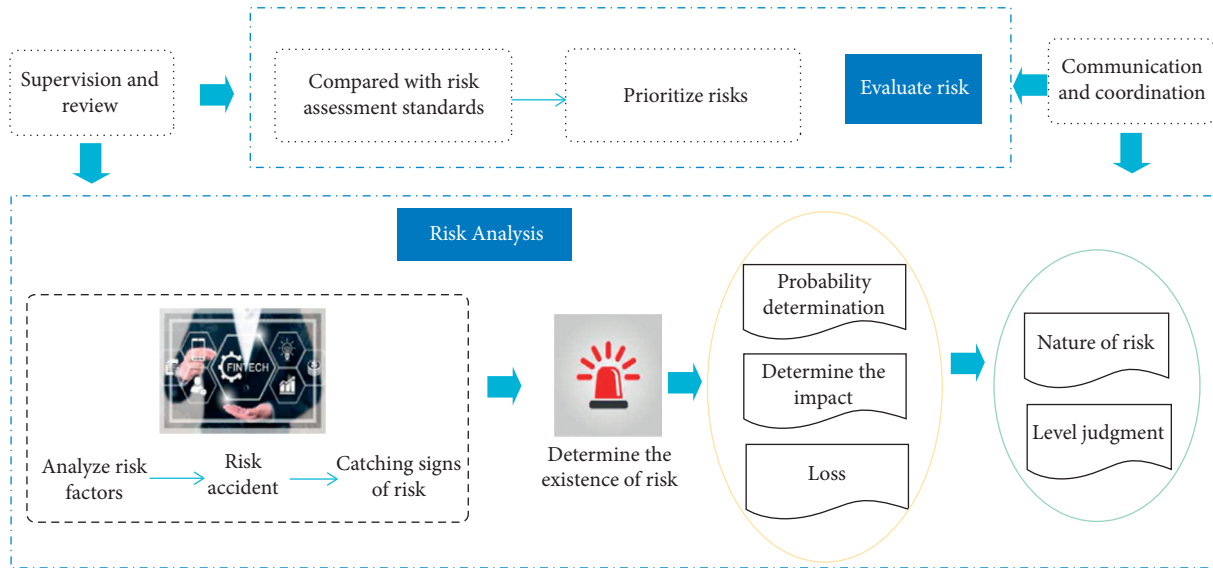 Supervision and
review
Compared with risk
assessment standards
Prioritize risks
Evaluate risk
Communication
and coordination
Risk Analysis
FINTECH
Analyze risk
factors
Risk
accident
Catching signs
of risk
Determine the
existence of risk
Probability
determination
Determine the
impact
Loss
Nature of risk
Level judgment